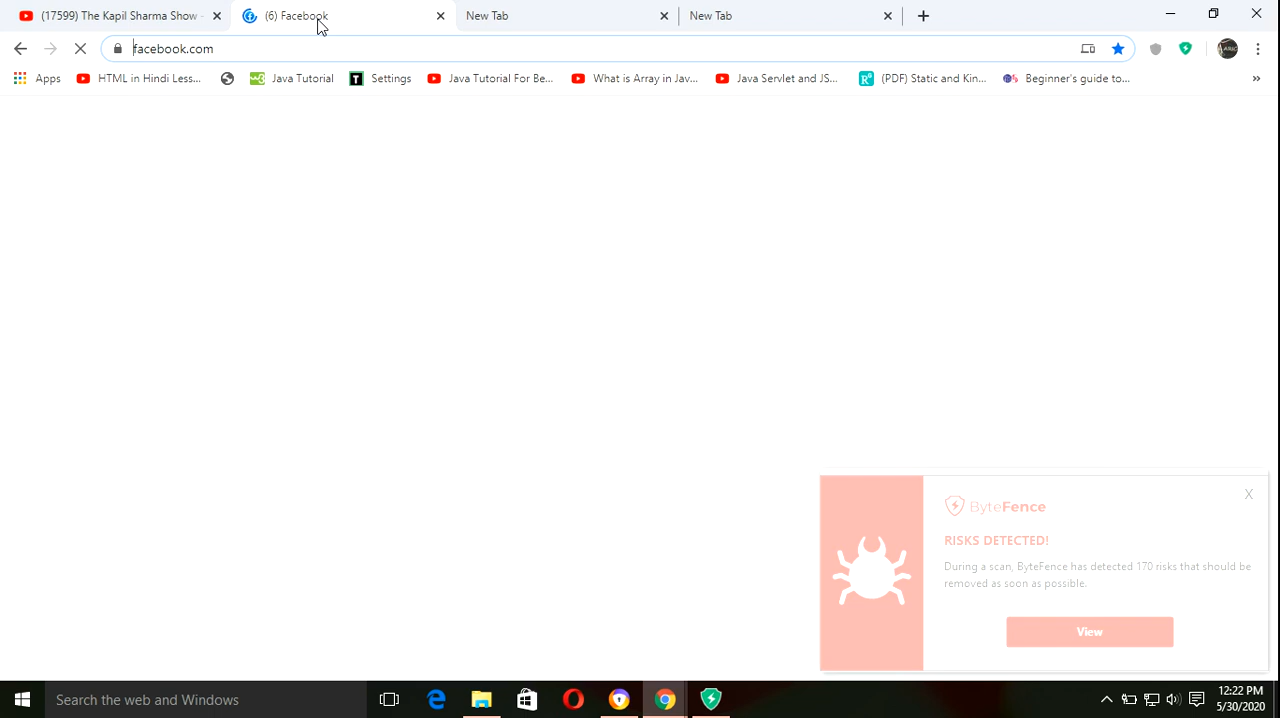 (17599) The Kapil Sharma Show -
(6) Facebook
New Tab
New Tab
facebook.com
Apps
HTML in Hindi Less...
Java Tutorial
Settings
Java Tutorial For Be...
What is Array in Jav...
Java Servlet and JS...
(PDF) Static and Kin...
Beginner's guide to...
»
X
ByteFence
RISKS DETECTED!
During a scan, ByteFence has detected 170 risks that should be
removed as soon as possible.
View
Search the web and Windows
12:22 PM
5/30/2020